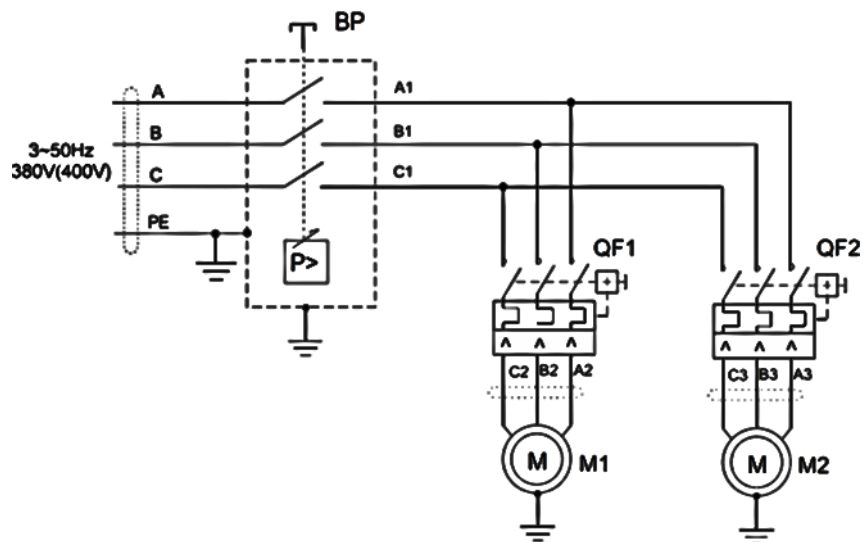 BP
A
A1
B
B1
3~50Hz
380V(400V)
C
C1
PE
P>
QF1
QF2
C2 B2 A2
C3 B3 A3
M
M1
M
M2